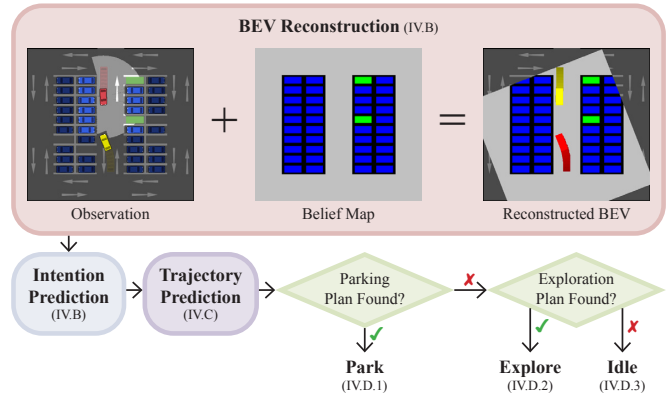 BEV Reconstruction (IV.B)
+
=
Observation
Belief Map
Reconstructed BEV
Intention
Prediction
(IV.B)
Trajectory
Prediction
(IV.C)
Parking
Plan Found?
✗
Exploration
Plan Found?
✓
✓
✗
Park
(IV.D.1)
Explore
(IV.D.2)
Idle
(IV.D.3)